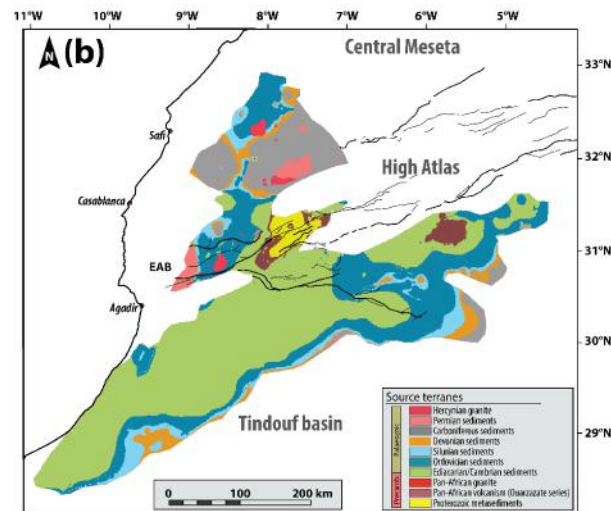 11°W 10°W 9°W 8°W 7°W 6°W 5°W
(b)
N
Central Meseta
33°N
Safi
32°N
High Atlas
Casablanca
31°N
EAB
Agadir
30°N
Tindouf basin
29°N
Source terranes
Palaeozoic
Hercynian granite
Permian sediments
Carboniferous sediments
Devonian sediments
Silurian sediments
Ordovician sediments
Ediacarian/Cambrian sediments
Pan-African granite
Pan-African volcanism (Ouarzazate series)
Proterozoic metasediments
0 100 200 km